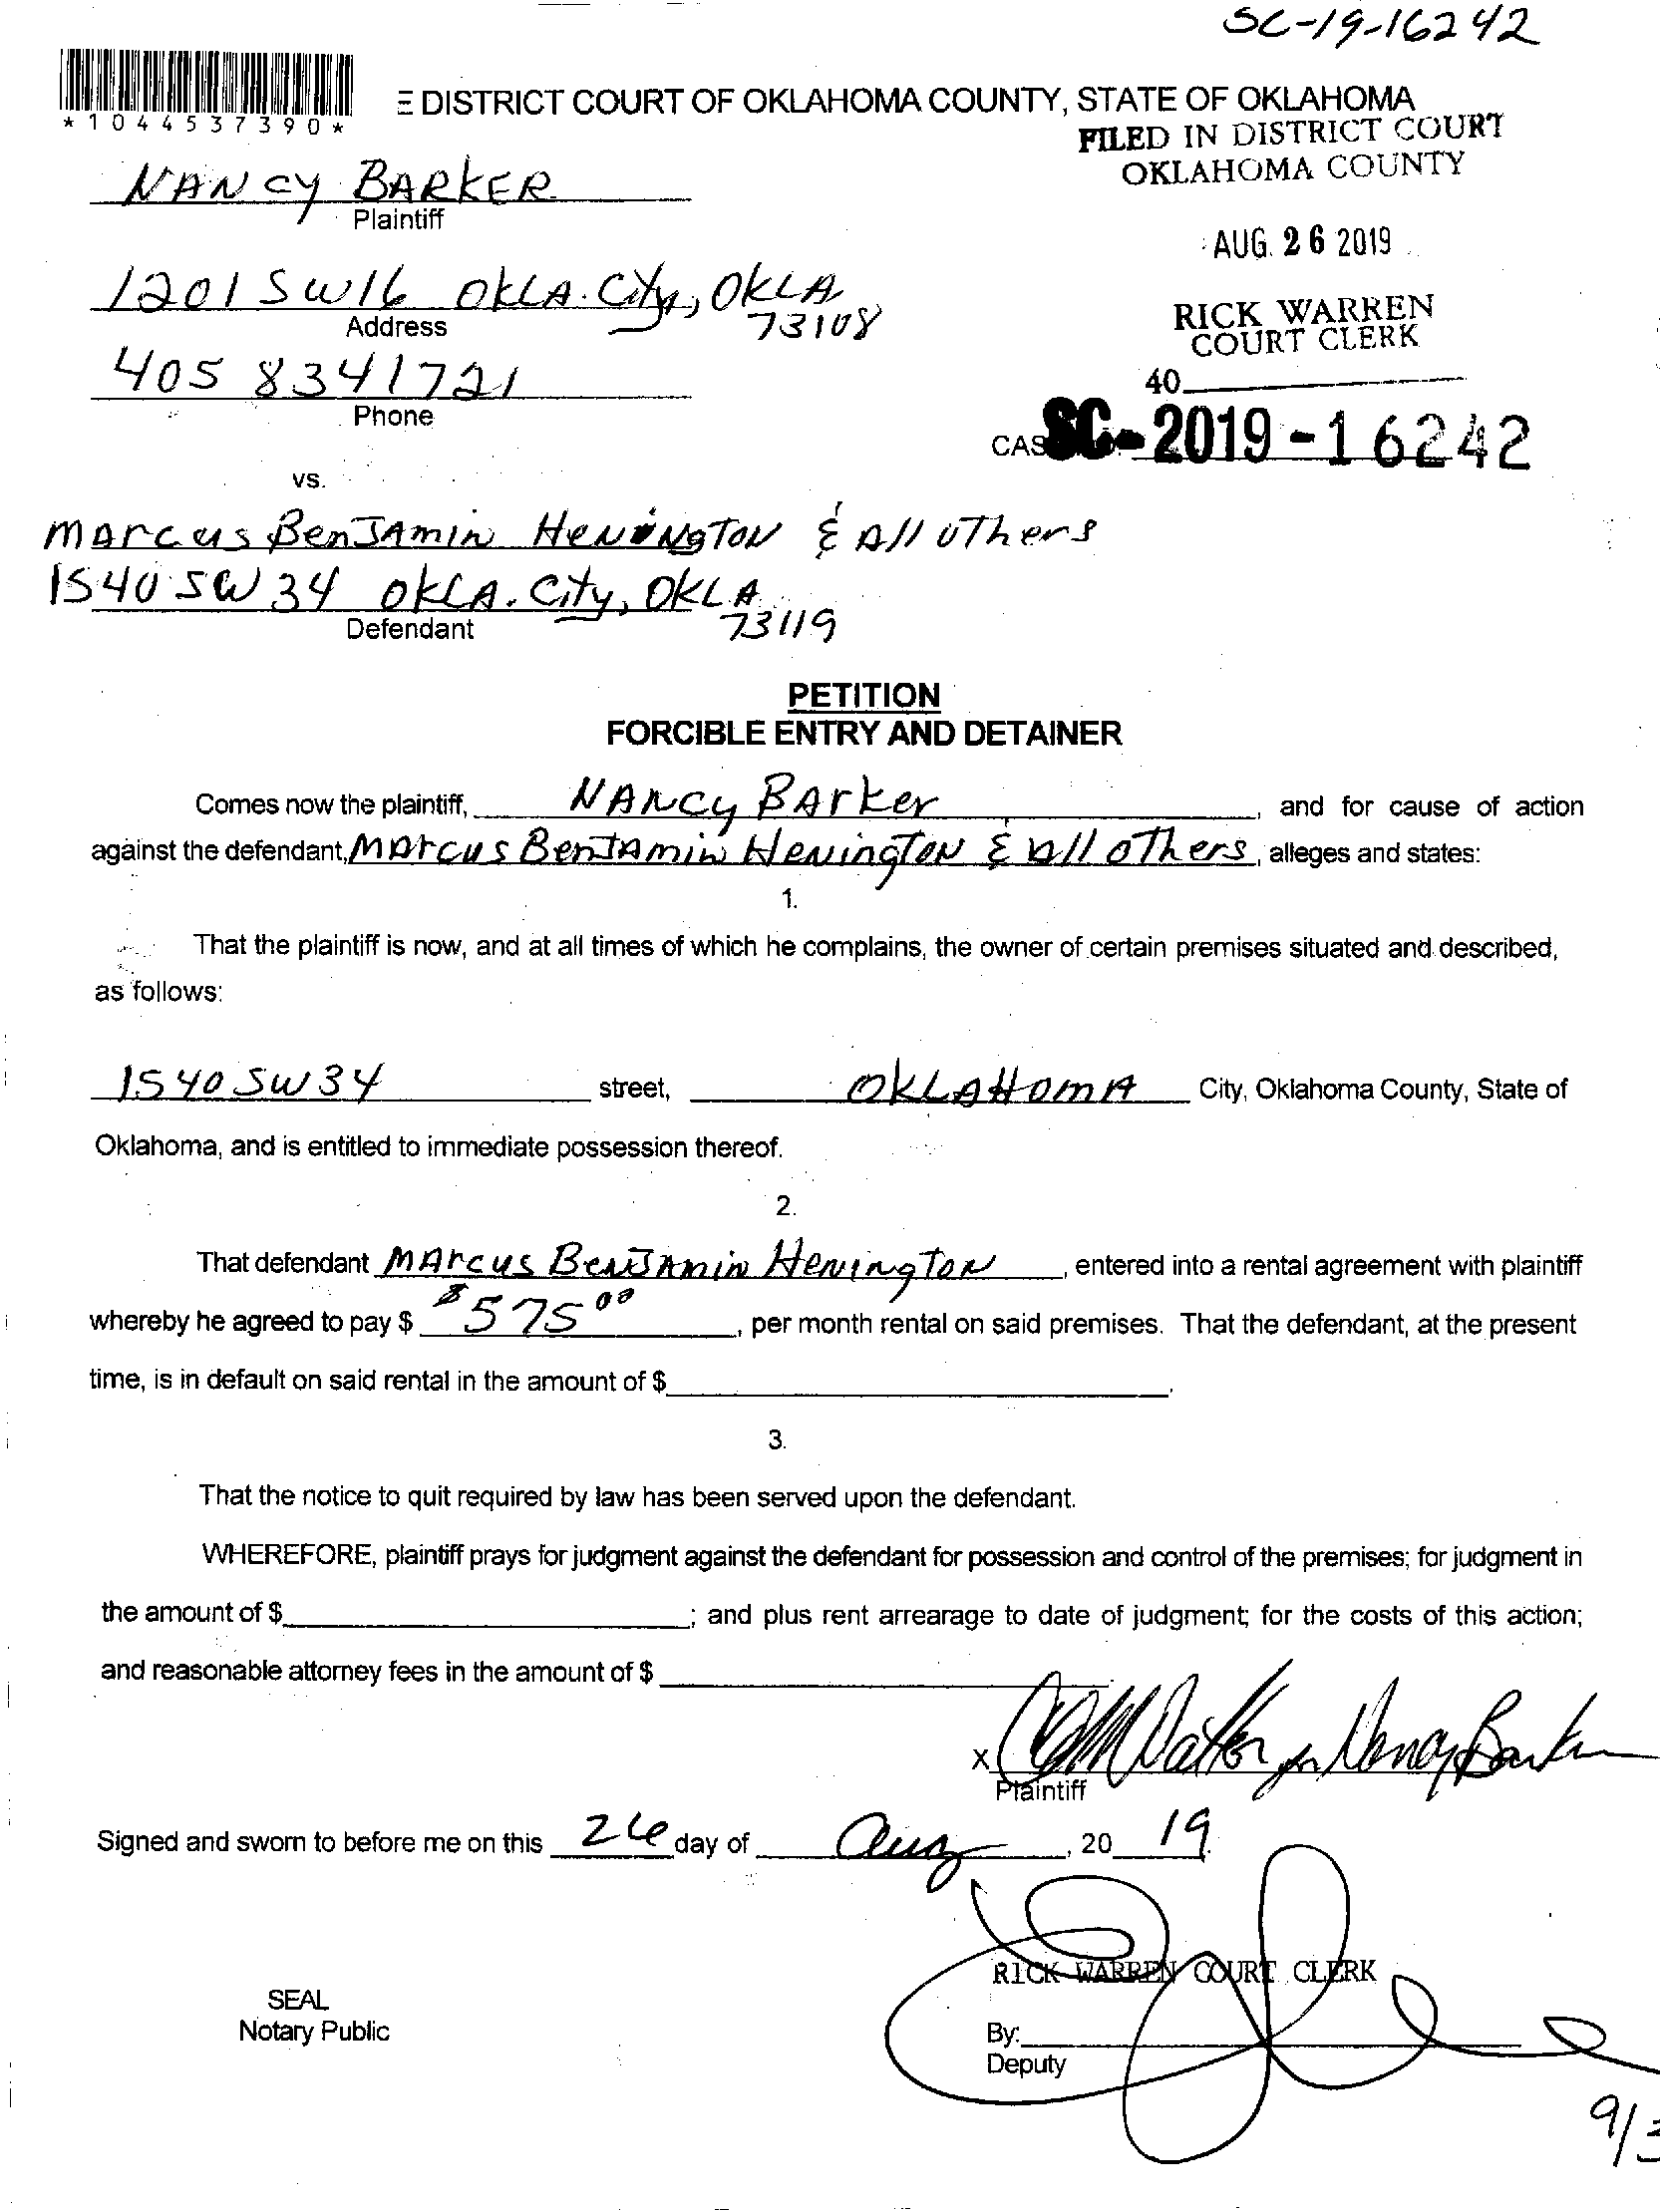 SC-19-16242
*1044537390*
E DISTRICT COURT OF OKLAHOMA COUNTY, STATE OF OKLAHOMA
FILED IN DISTRICT COURT
OKLAHOMA COUNTY
NANCY BARKER
Plaintiff
AUG. 26 2019
1201 SW16 OKLA. City, OKLA
73108
Address
RICK WARREN
COURT CLERK
405 8341721
Phone
40
CAS SC-2019-16242
vs.
Marcus Benjamin Henington & All others
1540 SW 34 OKLA. City, OKLA
73119
Defendant
PETITION
FORCIBLE ENTRY AND DETAINER
Comes now the plaintiff, NANCY BArker, and for cause of action
against the defendant, Marcus Benjamin Henington & all others, alleges and states:
1.
That the plaintiff is now, and at all times of which he complains, the owner of certain premises situated and described,
as follows:
1540 SW 34 street, OKLAHOMA City, Oklahoma County, State of
Oklahoma, and is entitled to immediate possession thereof.
2.
That defendant MArcus Benjamin Henington, entered into a rental agreement with plaintiff
whereby he agreed to pay $ $575 00, per month rental on said premises. That the defendant, at the present
time, is in default on said rental in the amount of $
3.
That the notice to quit required by law has been served upon the defendant.
WHEREFORE, plaintiff prays for judgment against the defendant for possession and control of the premises; for judgment in
the amount of $; and plus rent arrearage to date of judgment; for the costs of this action;
and reasonable attorney fees in the amount of $
x for Nancy Barker
Plaintiff
Signed and sworn to before me on this 26 day of Aug, 20 19.
RICK WARREN COURT CLERK
SEAL
Notary Public
By:
Deputy
9/3